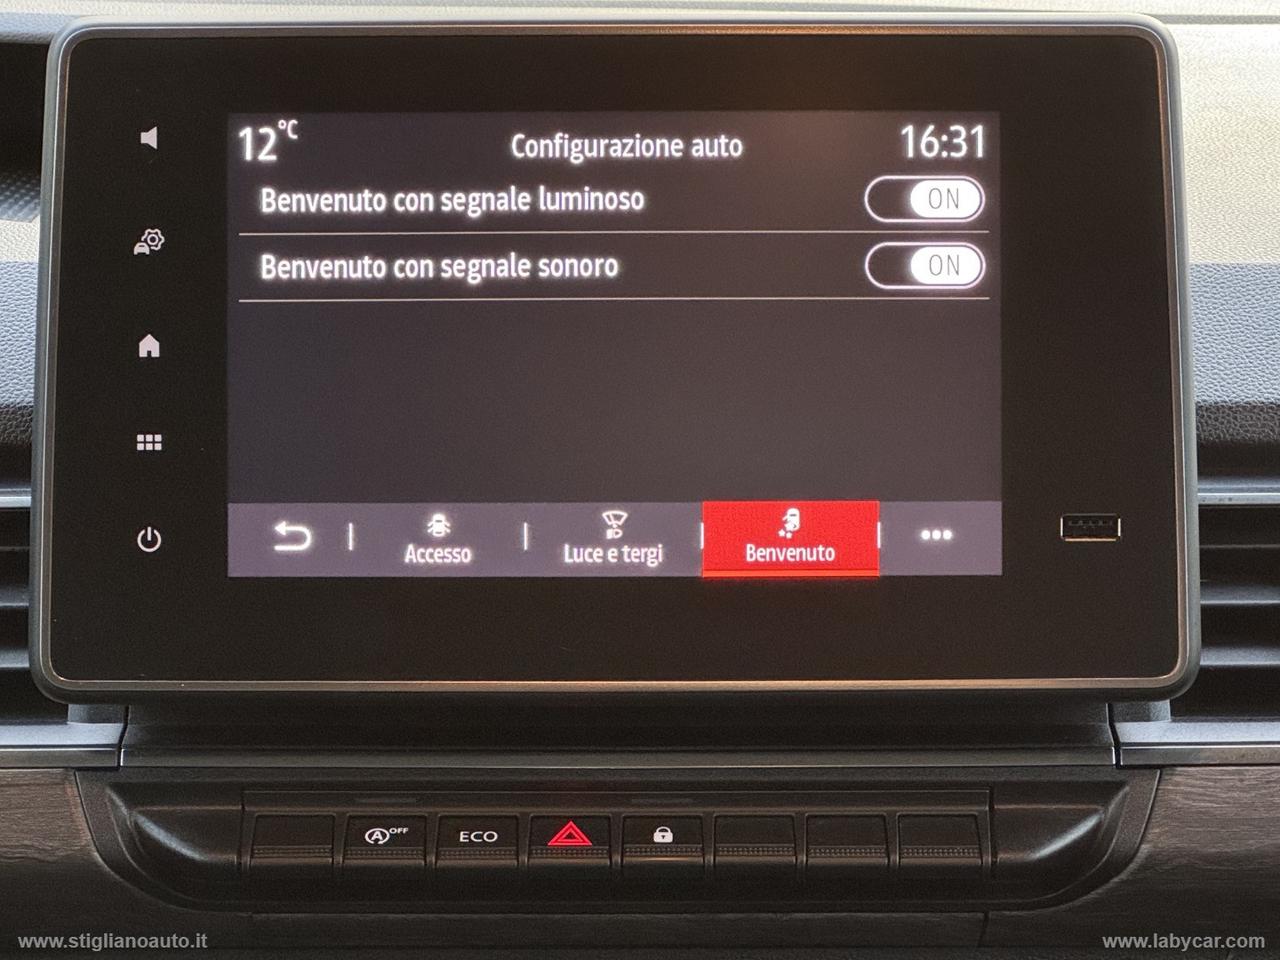 12°C
Configurazione auto
16:31
Benvenuto con segnale luminoso
ON
Benvenuto con segnale sonoro
ON
Accesso
Luce e tergi
Benvenuto
A OFF
ECO
www.stiglianoauto.it
www.labycar.com